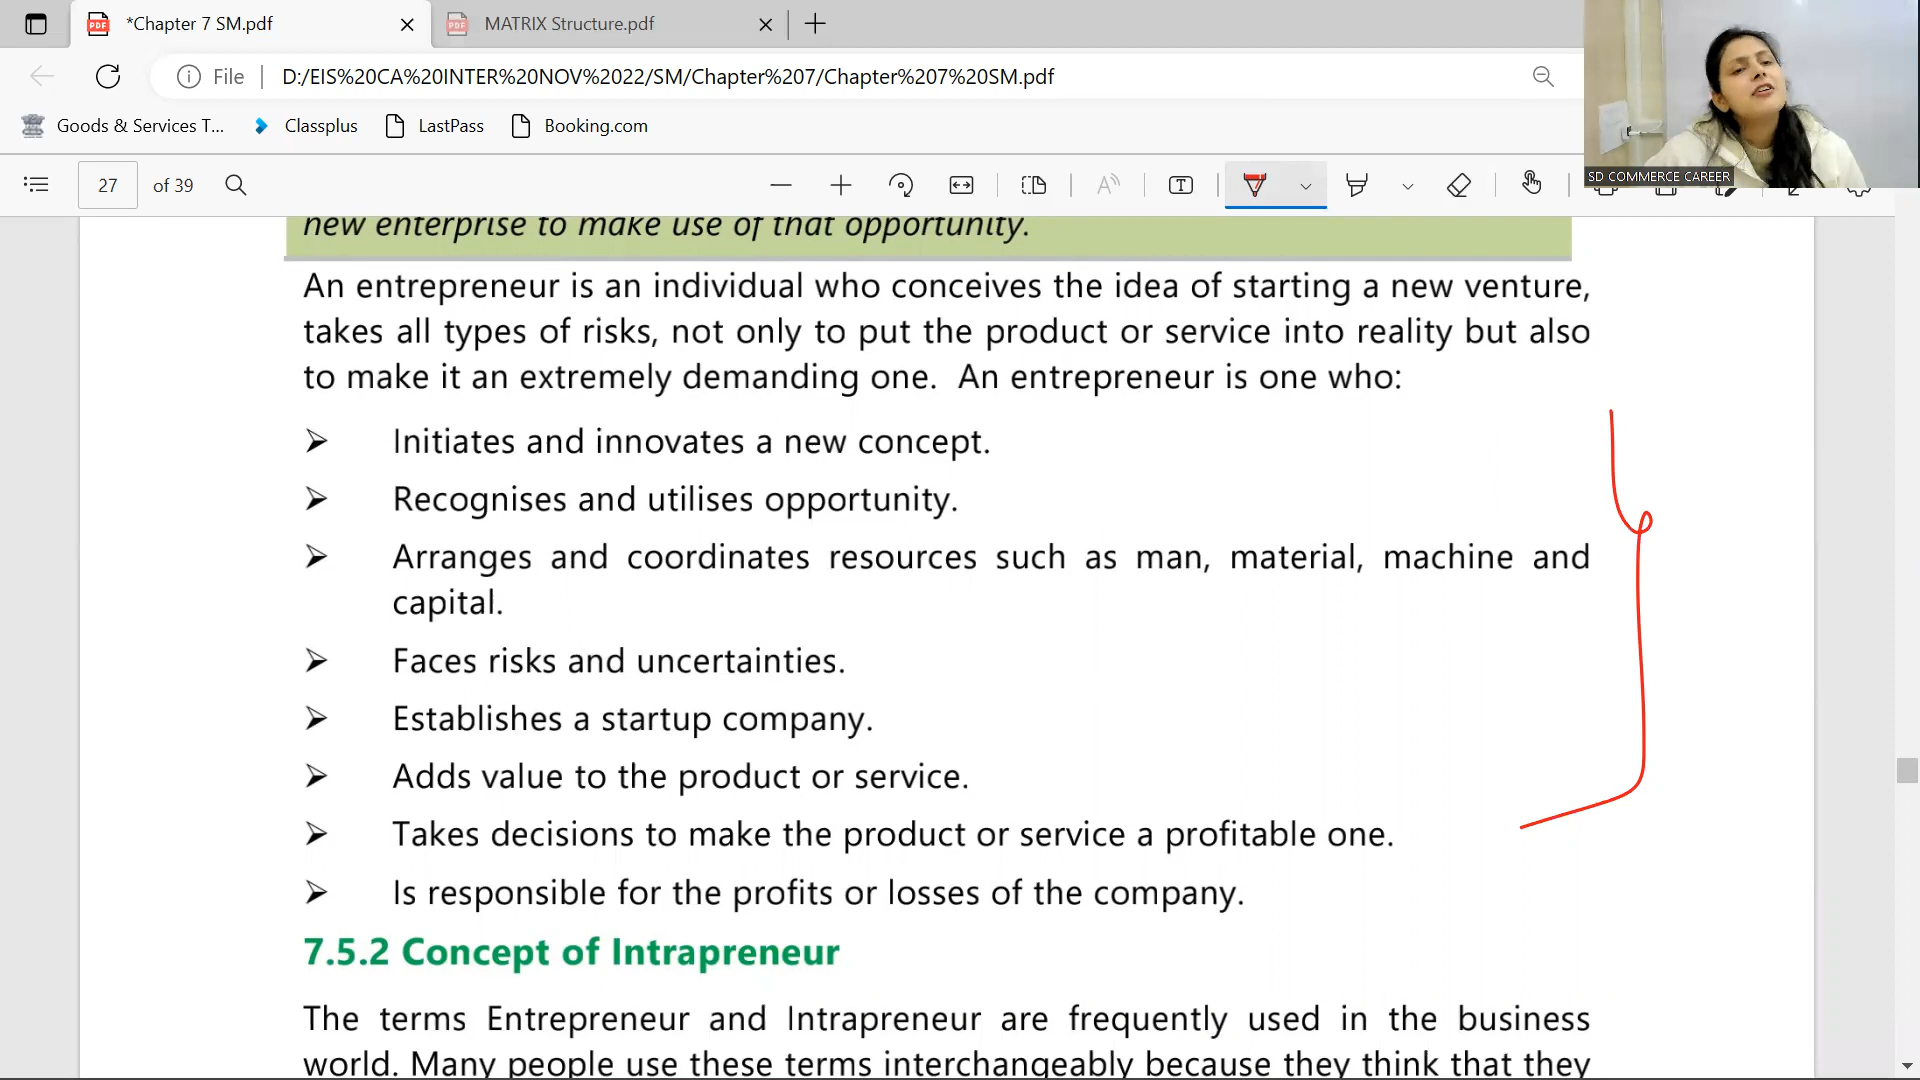 *Chapter 7 SM.pdf
MATRIX Structure.pdf
File
D:/EIS%20CA%20INTER%20NOV%2022/SM/Chapter%207/Chapter%207%20SM.pdf
Goods & Services T...
Classplus
LastPass
Booking.com
27 of 39
SD COMMERCE CAREER
new enterprise to make use of that opportunity.
An entrepreneur is an individual who conceives the idea of starting a new venture,
takes all types of risks, not only to put the product or service into reality but also
to make it an extremely demanding one. An entrepreneur is one who:
➢ Initiates and innovates a new concept.
➢ Recognises and utilises opportunity.
➢ Arranges and coordinates resources such as man, material, machine and
capital.
➢ Faces risks and uncertainties.
➢ Establishes a startup company.
➢ Adds value to the product or service.
➢ Takes decisions to make the product or service a profitable one.
➢ Is responsible for the profits or losses of the company.
7.5.2 Concept of Intrapreneur
The terms Entrepreneur and Intrapreneur are frequently used in the business
world. Many people use these terms interchangeably because they think that they